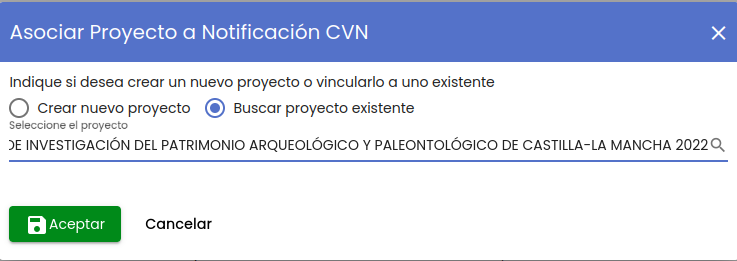 Asociar Proyecto a Notificación CVN
Indique si desea crear un nuevo proyecto o vincularlo a uno existente
Crear nuevo proyecto Buscar proyecto existente
Seleccione el proyecto
DE INVESTIGACIÓN DEL PATRIMONIO ARQUEOLÓGICO Y PALEONTOLÓGICO DE CASTILLA-LA MANCHA 2022
Aceptar Cancelar